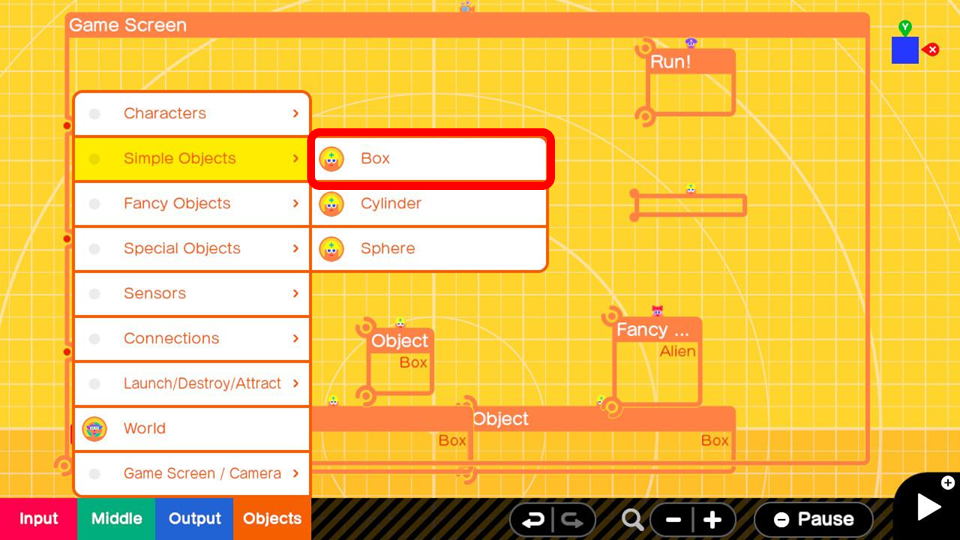 Game Screen
Y
X
Run!
Characters
Simple Objects
Box
Fancy Objects
Cylinder
Special Objects
Sphere
Sensors
Connections
Object
Box
Fancy ...
Alien
Launch/Destroy/Attract
World
Object
Box
Box
Game Screen / Camera
Input
Middle
Output
Objects
Pause